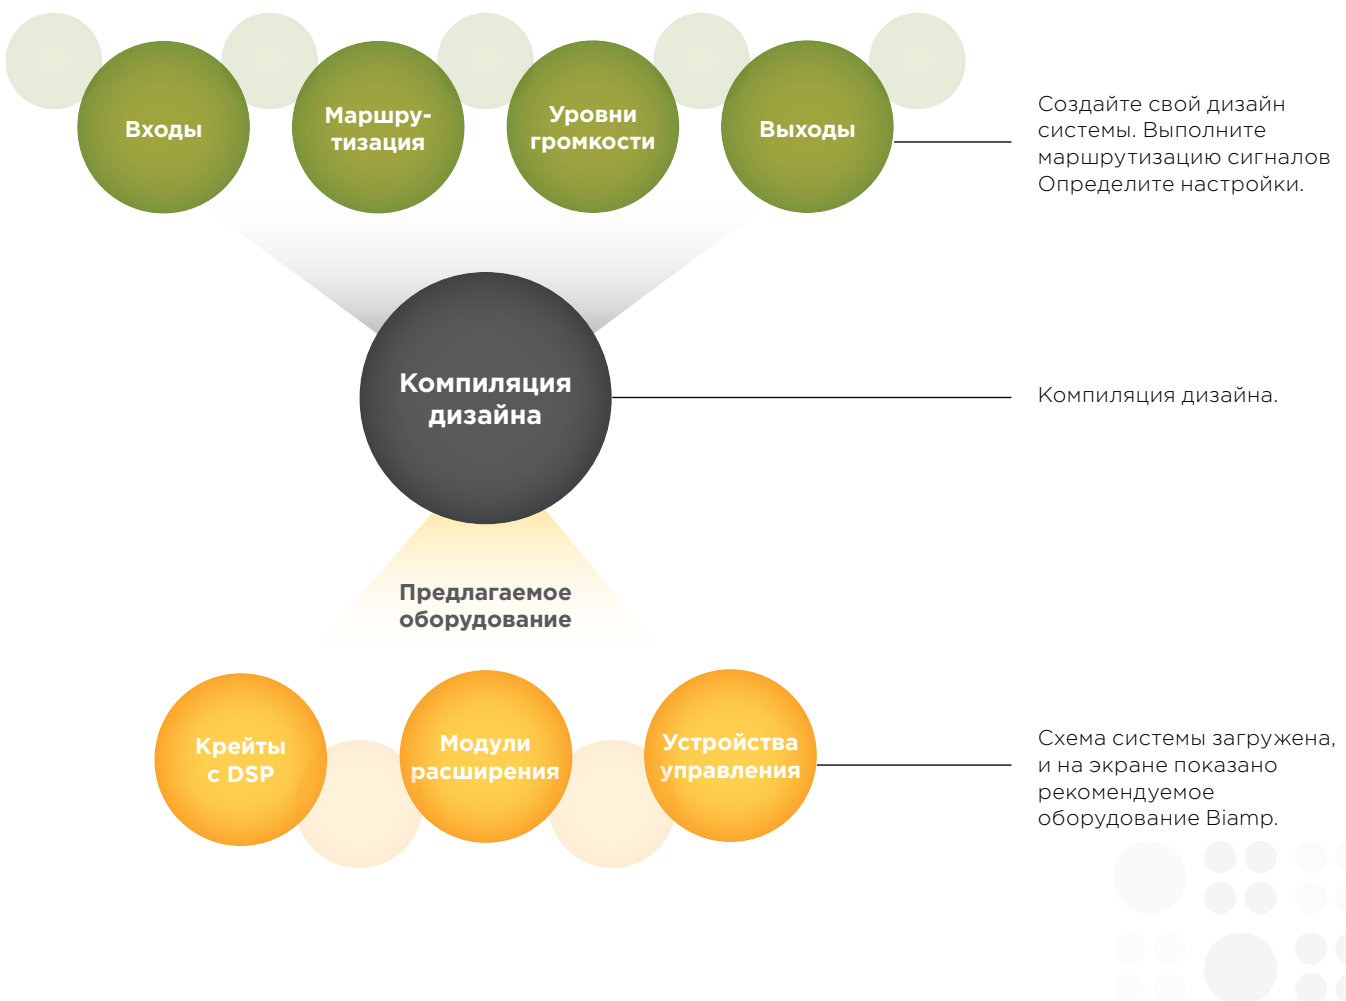 Входы
Маршру-
тизация
Уровни
громкости
Выходы
Создайте свой дизайн
системы. Выполните
маршрутизацию сигналов
Определите настройки.
Компиляция
дизайна
Компиляция дизайна.
Предлагаемое
оборудование
Крейты
с DSP
Модули
расширения
Устройства
управления
Схема системы загружена,
и на экране показано
рекомендуемое
оборудование Biamp.